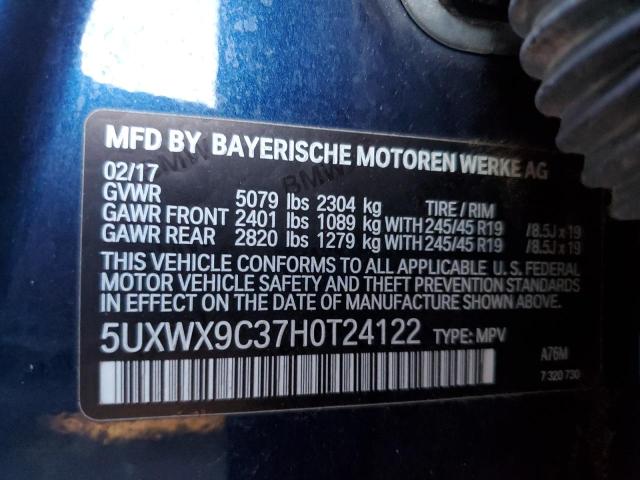 MFD BY BAYERISCHE MOTOREN WERKE AG
02/17
GVWR 5079 lbs 2304 kg TIRE / RIM
GAWR FRONT 2401 lbs 1089 kg WITH 245/45 R19 /8.5J x 19
GAWR REAR 2820 lbs 1279 kg WITH 245/45 R19 /8.5J x 19
THIS VEHICLE CONFORMS TO ALL APPLICABLE U. S. FEDERAL
MOTOR VEHICLE SAFETY AND THEFT PREVENTION STANDARDS
IN EFFECT ON THE DATE OF MANUFACTURE SHOWN ABOVE.
5UXWX9C37H0T24122 TYPE: MPV
A76M
7 320 730